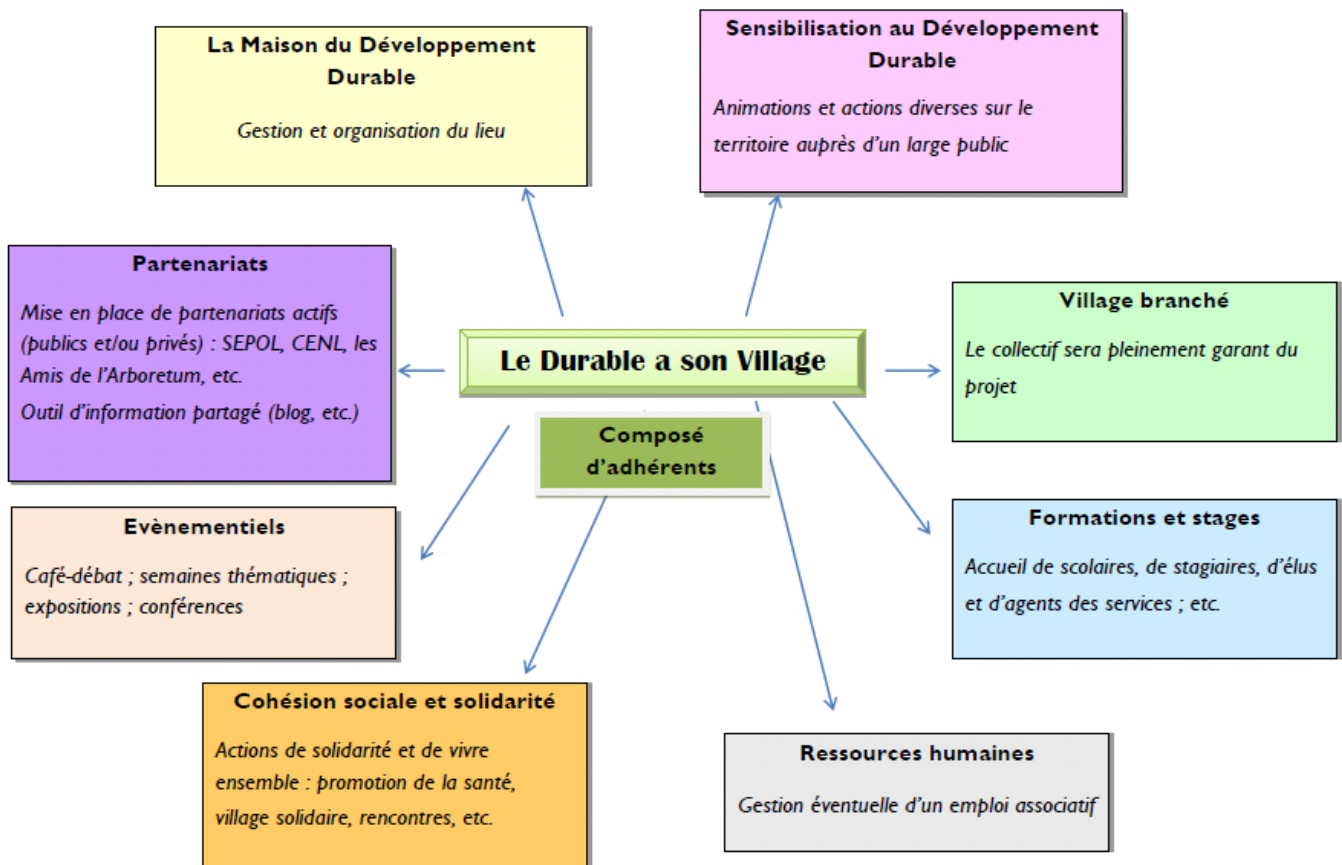 La Maison du Développement
Durable
Gestion et organisation du lieu
Sensibilisation au Développement
Durable
Animations et actions diverses sur le
territoire auprès d'un large public
Partenariats
Mise en place de partenariats actifs
(publics et/ou privés) : SEPOL, CENL, les
Amis de l'Arboretum, etc.
Outil d'information partagé (blog, etc.)
Le Durable a son Village
Composé
d'adhérents
Village branché
Le collectif sera pleinement garant du
projet
Evènementiels
Café-débat ; semaines thématiques ;
expositions ; conférences
Formations et stages
Accueil de scolaires, de stagiaires, d'élus
et d'agents des services ; etc.
Cohésion sociale et solidarité
Actions de solidarité et de vivre
ensemble : promotion de la santé,
village solidaire, rencontres, etc.
Ressources humaines
Gestion éventuelle d'un emploi associatif